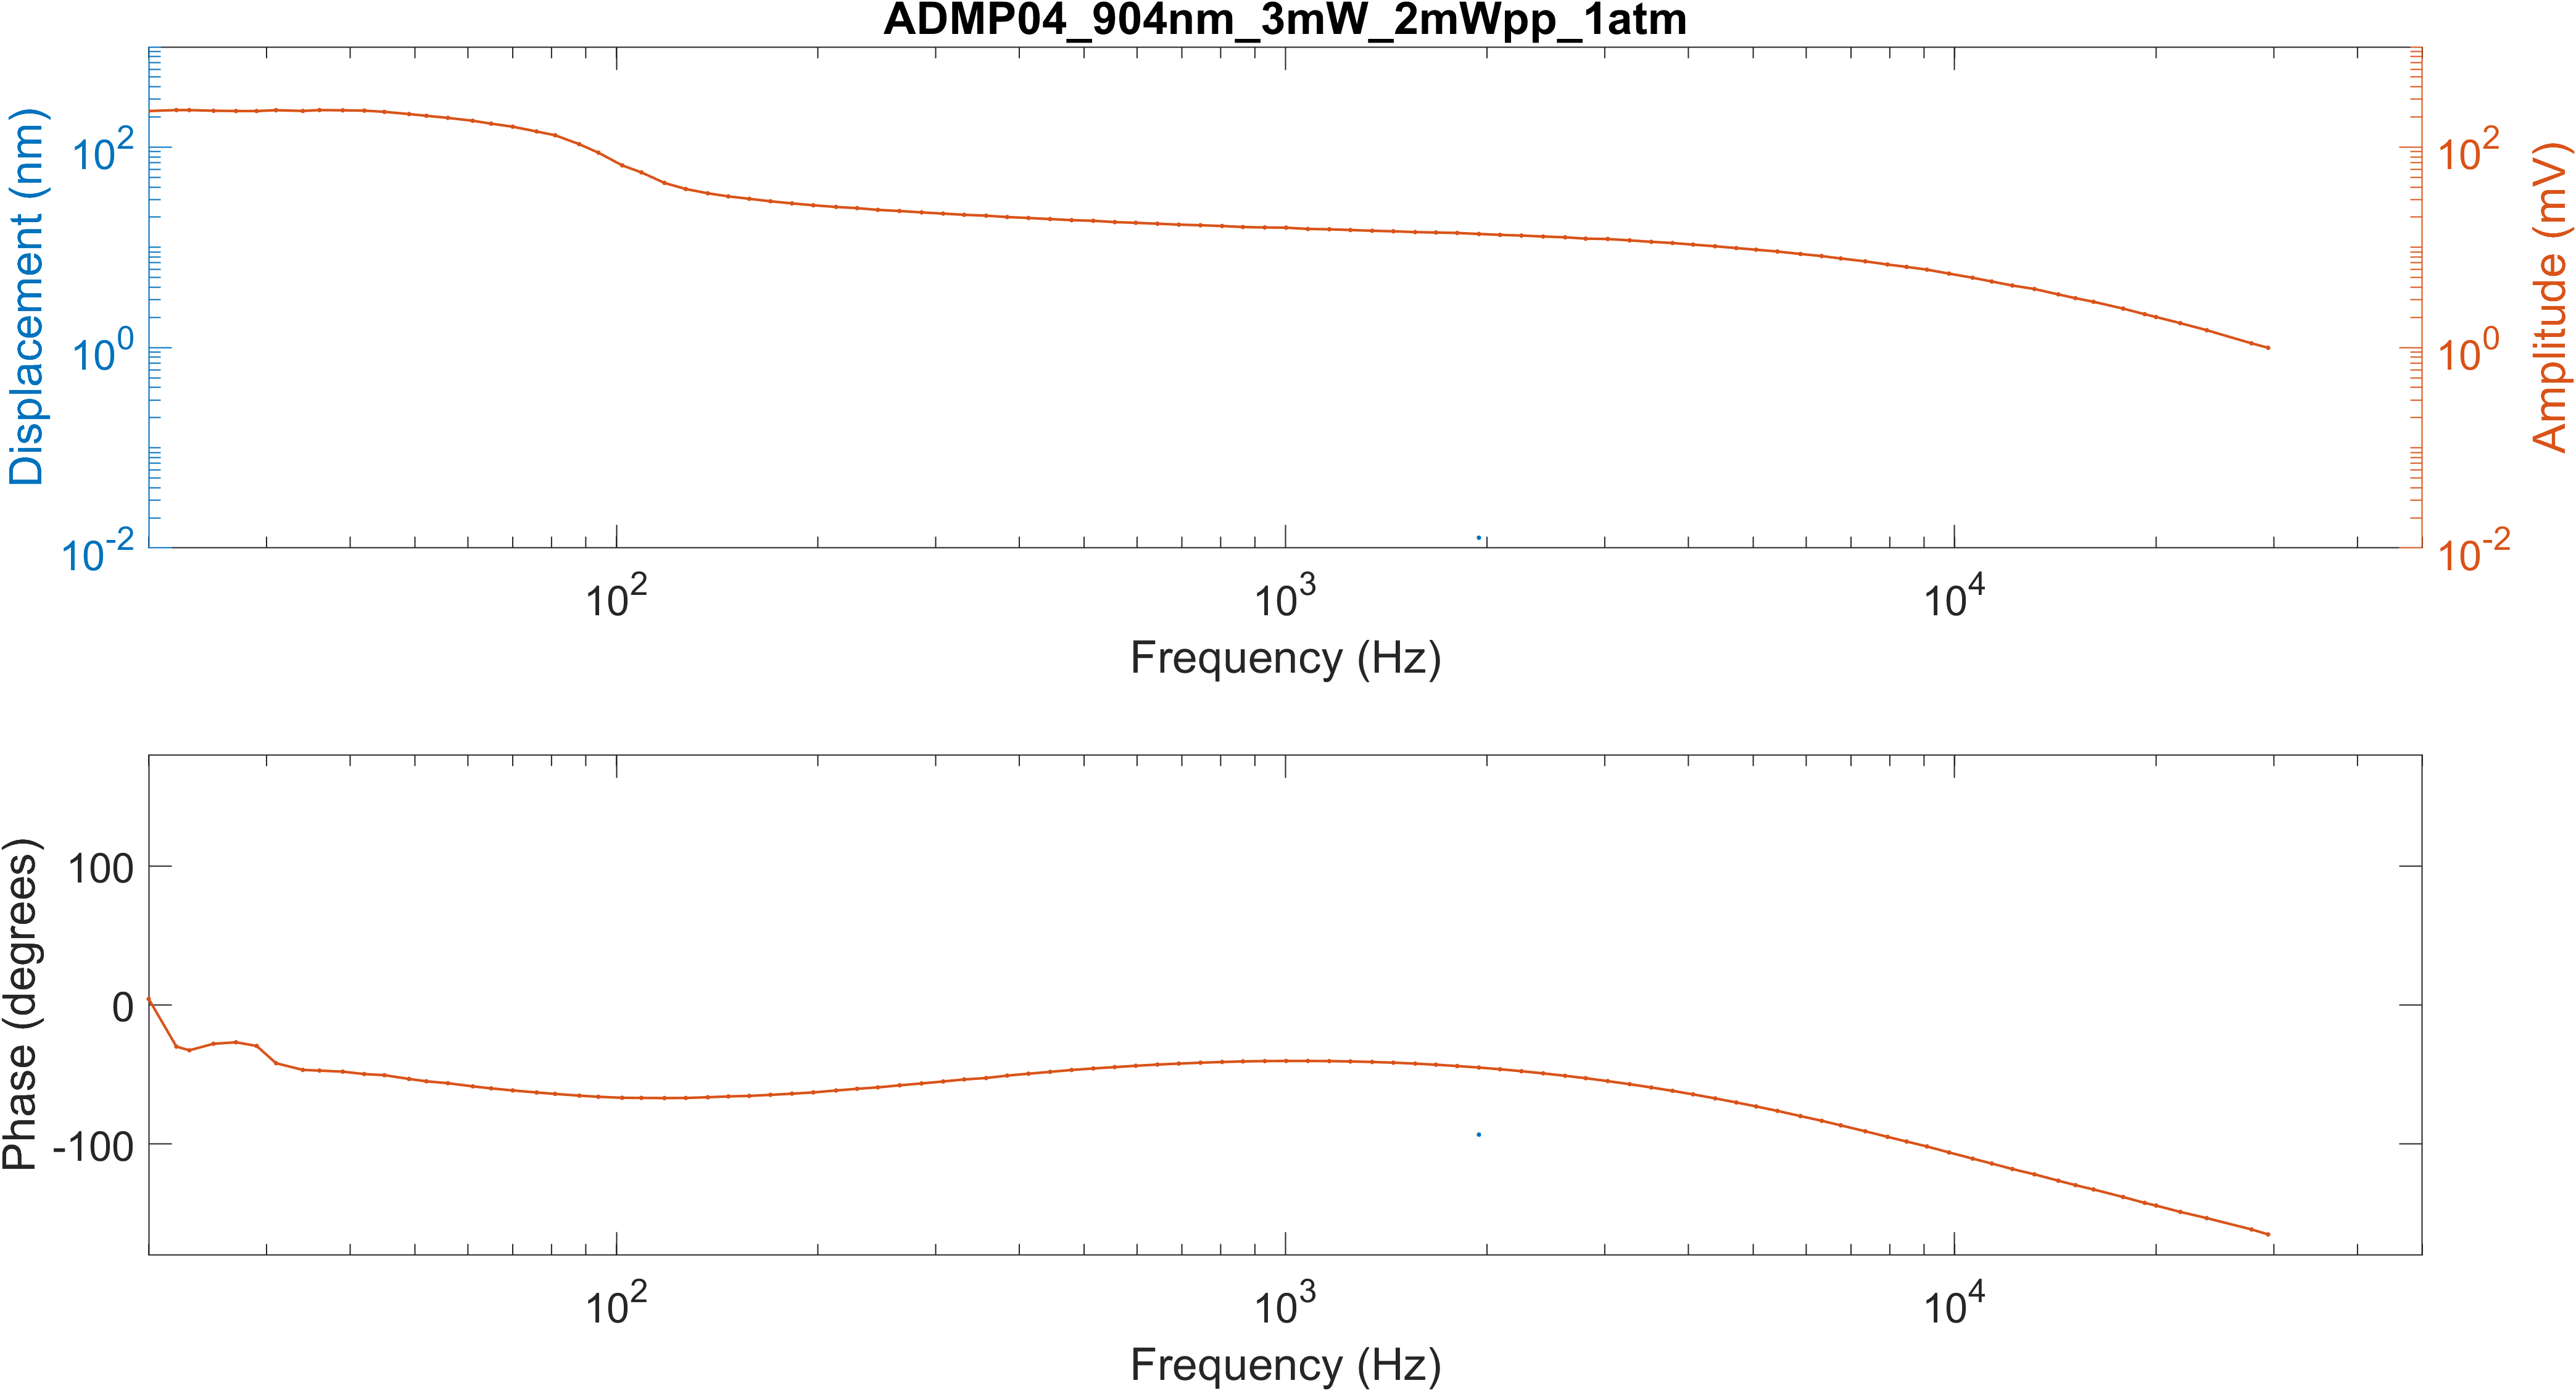 ADMP04_904nm_3mW_2mWpp_1atm
Displacement (nm)
10^2
10^0
10^-2
Amplitude (mV)
10^2
10^0
10^-2
10^2 10^3 10^4
Frequency (Hz)
Phase (degrees)
100
0
-100
10^2 10^3 10^4
Frequency (Hz)